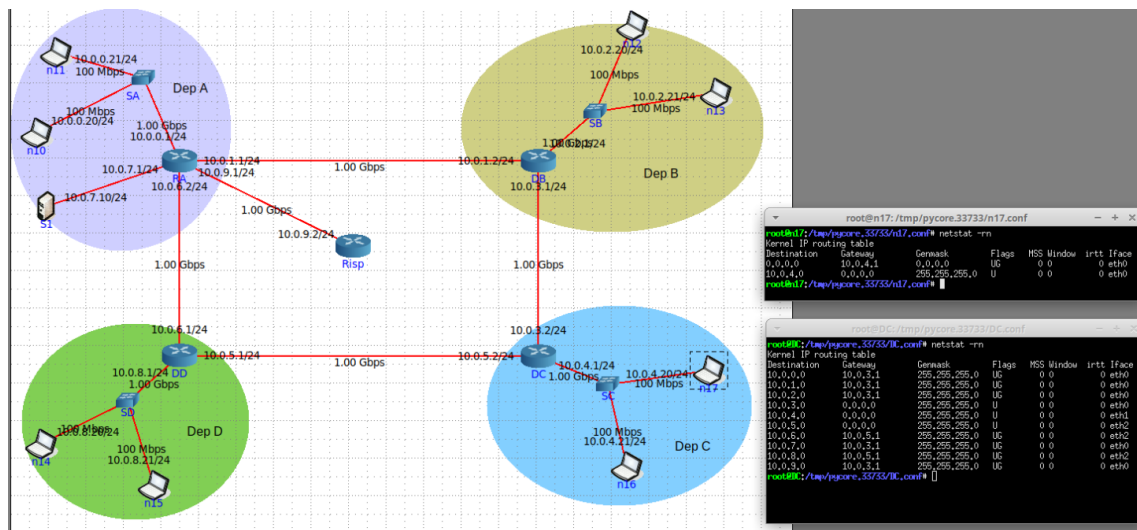 n12
10.0.2.20/24
n11
10.0.0.21/24
100 Mbps
SA
Dep A
100 Mbps
10.0.2.21/24
100 Mbps
n13
SB
100 Mbps
10.0.0.20/24
n10
1.00 Gbps
10.0.0.1/24
1.00 Gbps
DB
Dep B
10.0.1.1/24
1.00 Gbps
10.0.1.2/24
RA
10.0.7.1/24
10.0.9.1/24
10.0.6.2/24
10.0.3.1/24
10.0.7.10/24
S1
1.00 Gbps
10.0.9.2/24
Risp
1.00 Gbps
1.00 Gbps
10.0.6.1/24
10.0.3.2/24
10.0.5.1/24
1.00 Gbps
10.0.5.2/24
DD
DC
10.0.8.1/24
1.00 Gbps
10.0.4.1/24
1.00 Gbps
10.0.4.20/24
100 Mbps
n17
SC
SD
Dep D
n14
100 Mbps
10.0.8.21/24
n15
100 Mbps
10.0.4.21/24
Dep C
n16
root@n17: /tmp/pycore.33733/n17.conf
root@n17:/tmp/pycore.33733/n17.conf# netstat -rn
Kernel IP routing table
Destination Gateway Genmask Flags MSS Window irtt Iface
0.0.0.0 10.0.4.1 0.0.0.0 UG 0 0 0 eth0
10.0.4.0 0.0.0.0 255.255.255.0 U 0 0 0 eth0
root@n17:/tmp/pycore.33733/n17.conf#
root@DC: /tmp/pycore.33733/DC.conf
root@DC:/tmp/pycore.33733/DC.conf# netstat -rn
Kernel IP routing table
Destination Gateway Genmask Flags MSS Window irtt Iface
10.0.0.0 10.0.3.1 255.255.255.0 UG 0 0 0 eth0
10.0.1.0 10.0.3.1 255.255.255.0 UG 0 0 0 eth0
10.0.2.0 10.0.3.1 255.255.255.0 UG 0 0 0 eth0
10.0.3.0 0.0.0.0 255.255.255.0 U 0 0 0 eth0
10.0.4.0 0.0.0.0 255.255.255.0 U 0 0 0 eth1
10.0.5.0 0.0.0.0 255.255.255.0 U 0 0 0 eth2
10.0.6.0 10.0.5.1 255.255.255.0 UG 0 0 0 eth2
10.0.7.0 10.0.3.1 255.255.255.0 UG 0 0 0 eth0
10.0.8.0 10.0.5.1 255.255.255.0 UG 0 0 0 eth2
10.0.9.0 10.0.3.1 255.255.255.0 UG 0 0 0 eth0
root@DC:/tmp/pycore.33733/DC.conf#